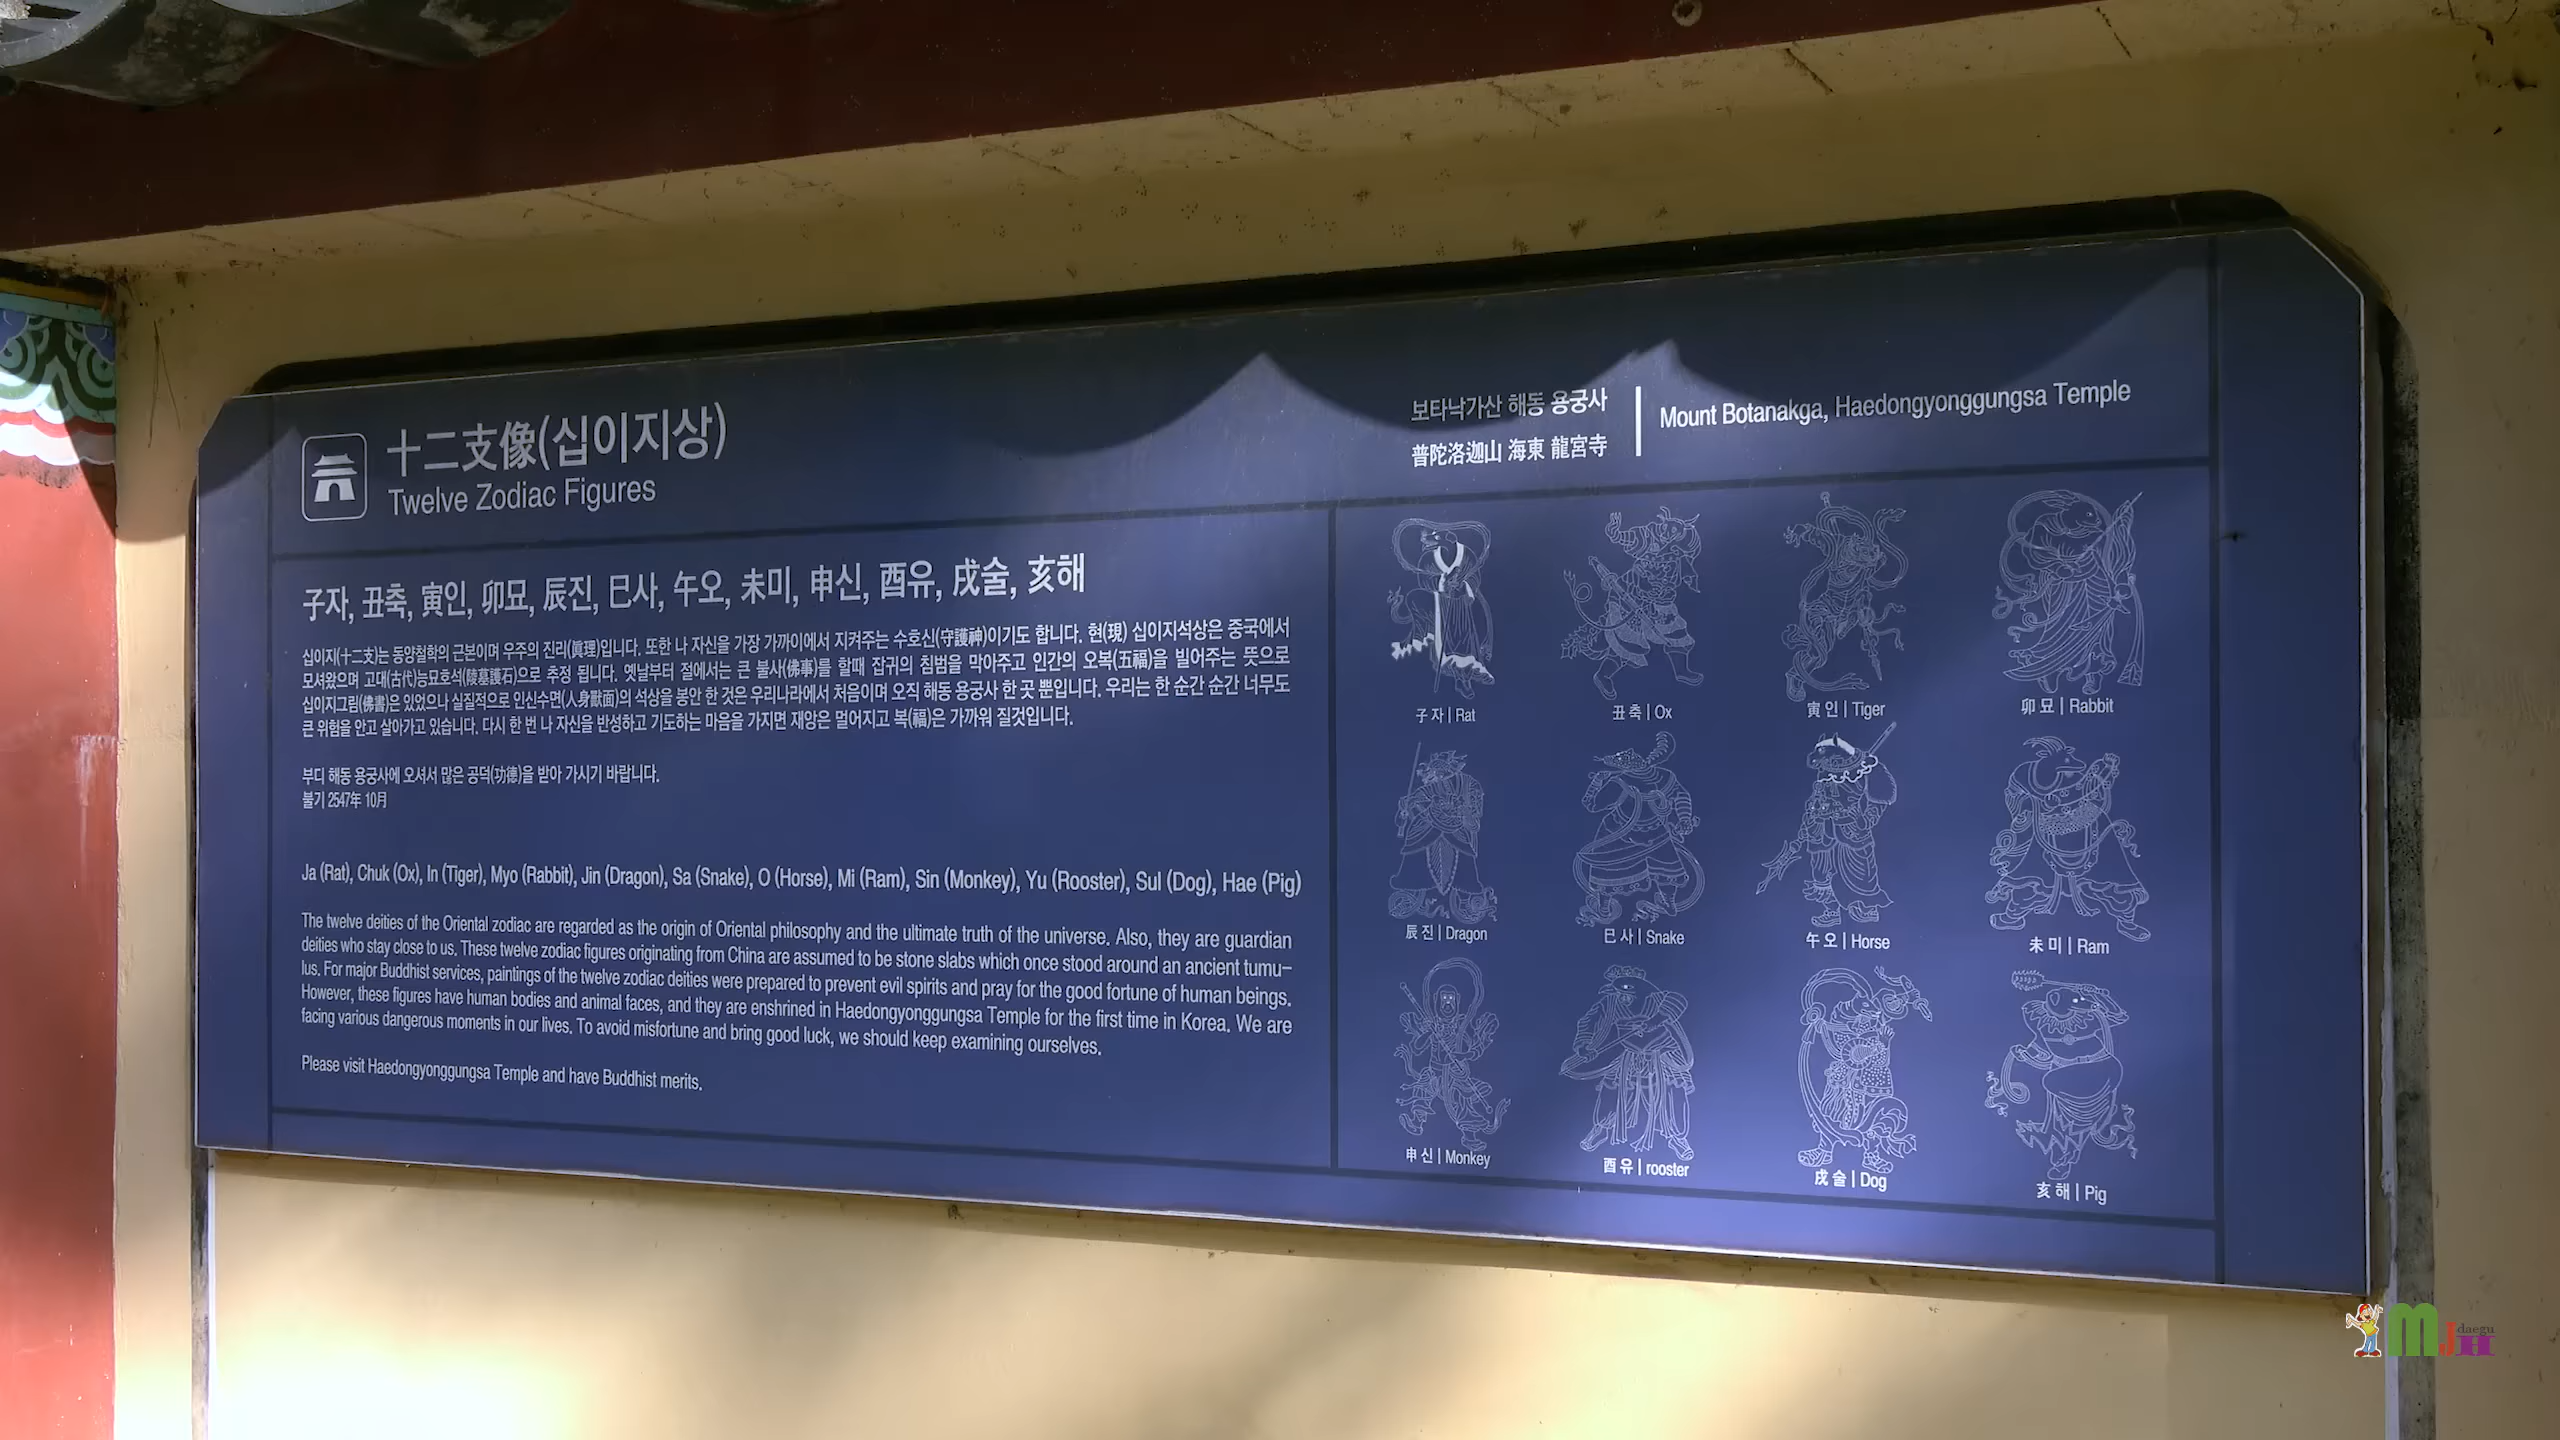 十二支像(십이지상)
Twelve Zodiac Figures
보타낙가산 해동 용궁사
普陀洛迦山 海東 龍宮寺
Mount Botanakga, Haedongyonggungsa Temple
子자, 丑축, 寅인, 卯묘, 辰진, 巳사, 午오, 未미, 申신, 酉유, 戌술, 亥해
십이지(十二支)는 동양철학의 근본이며 우주의 진리(眞理)입니다. 또한 나 자신을 가장 가까이에서 지켜주는 수호신(守護神)이기도 합니다. 현(現) 십이지석상은 중국에서
모셔왔으며 고대(古代)능묘호석(陵墓護石)으로 추정 됩니다. 옛날부터 절에서는 큰 불사(佛事)를 할때 잡귀의 침범을 막아주고 인간의 오복(五福)을 빌어주는 뜻으로
십이지그림(佛畵)은 있었으나 실질적으로 인신수면(人身獸面)의 석상을 봉안 한 것은 우리나라에서 처음이며 오직 해동 용궁사 한 곳 뿐입니다. 우리는 한 순간 순간 너무도
큰 위험을 안고 살아가고 있습니다. 다시 한 번 나 자신을 반성하고 기도하는 마음을 가지면 재앙은 멀어지고 복(福)은 가까워 질것입니다.
부디 해동 용궁사에 오셔서 많은 공덕(功德)을 받아 가시기 바랍니다.
불기 2547年 10月
Ja (Rat), Chuk (Ox), In (Tiger), Myo (Rabbit), Jin (Dragon), Sa (Snake), O (Horse), Mi (Ram), Sin (Monkey), Yu (Rooster), Sul (Dog), Hae (Pig)
The twelve deities of the Oriental zodiac are regarded as the origin of Oriental philosophy and the ultimate truth of the universe. Also, they are guardian
deities who stay close to us. These twelve zodiac figures originating from China are assumed to be stone slabs which once stood around an ancient tumu-
lus. For major Buddhist services, paintings of the twelve zodiac deities were prepared to prevent evil spirits and pray for the good fortune of human beings.
However, these figures have human bodies and animal faces, and they are enshrined in Haedongyonggungsa Temple for the first time in Korea. We are
facing various dangerous moments in our lives. To avoid misfortune and bring good luck, we should keep examining ourselves.
Please visit Haedongyonggungsa Temple and have Buddhist merits.
子 자 | Rat
丑 축 | Ox
寅 인 | Tiger
卯 묘 | Rabbit
辰 진 | Dragon
巳 사 | Snake
午 오 | Horse
未 미 | Ram
申 신 | Monkey
酉 유 | rooster
戌 술 | Dog
亥 해 | Pig
MJH daegu